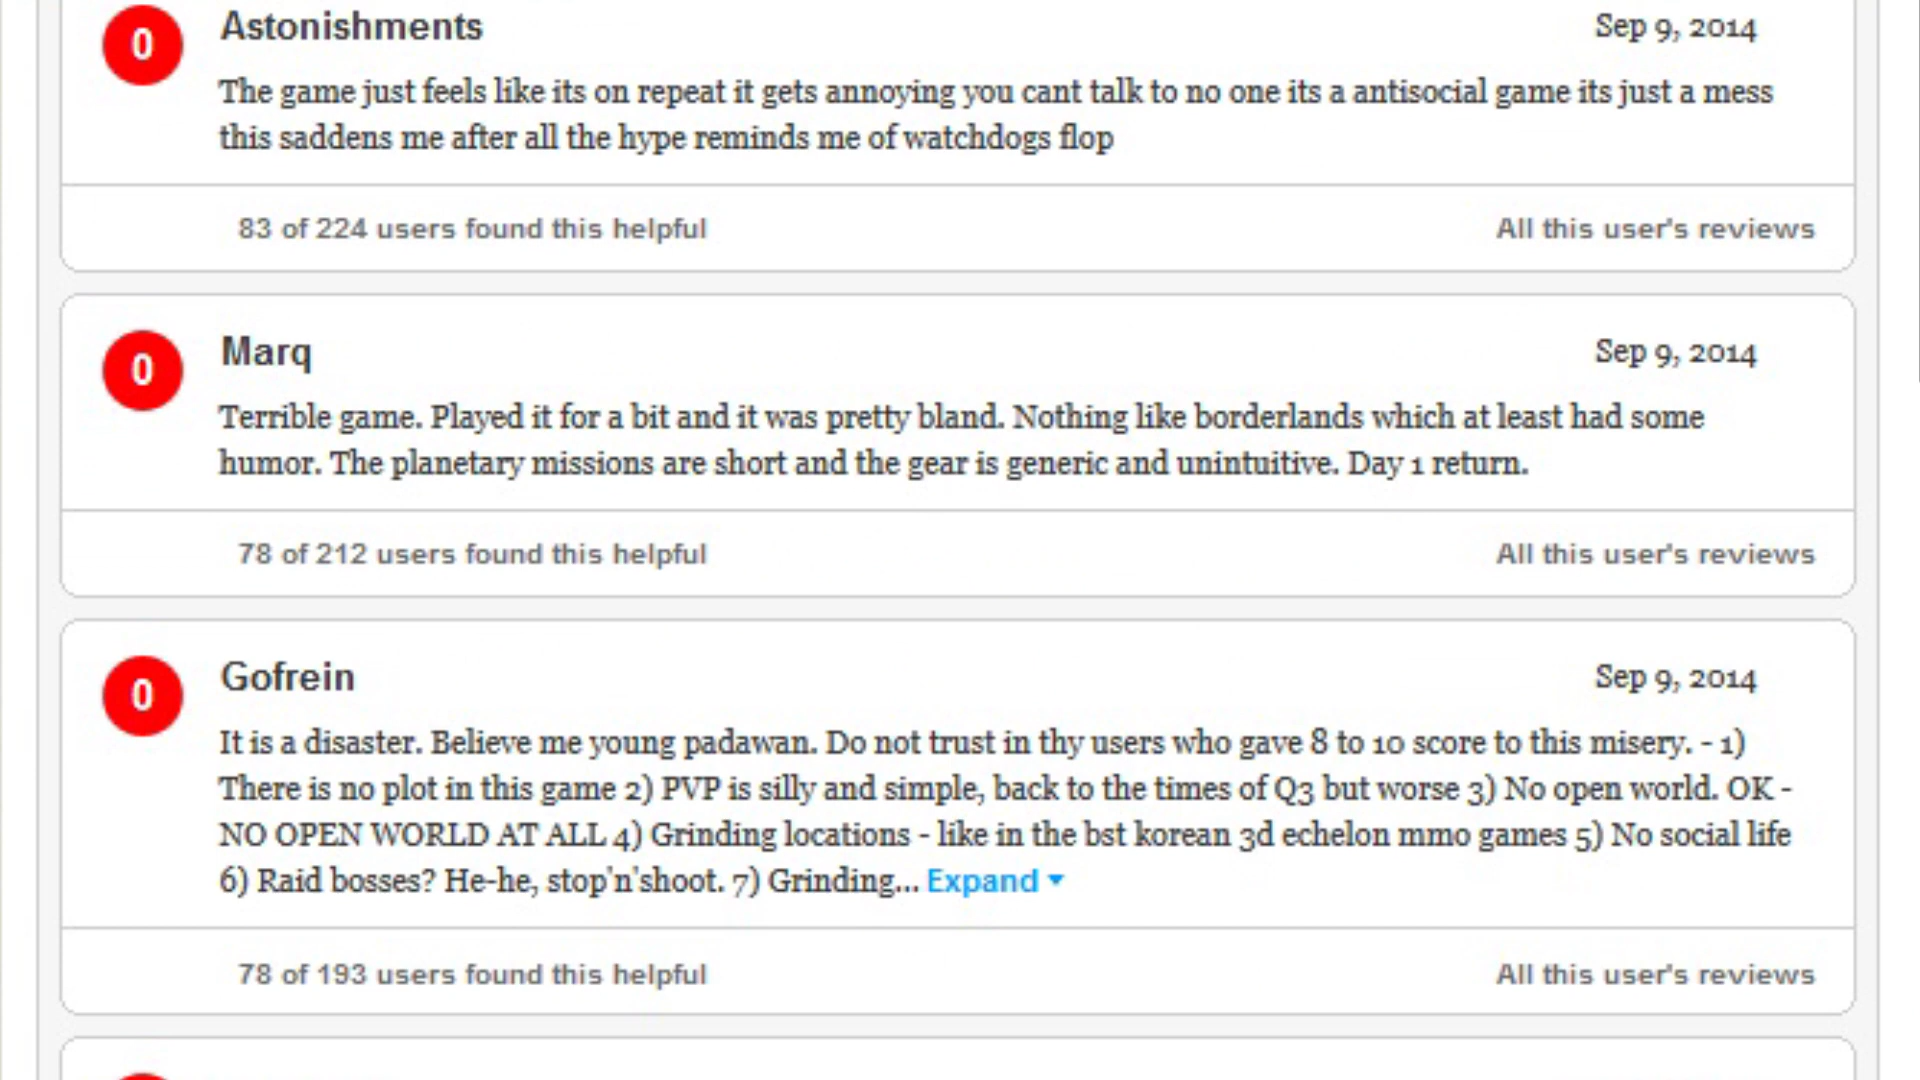 0
Astonishments
Sep 9, 2014
The game just feels like its on repeat it gets annoying you cant talk to no one its a antisocial game its just a mess
this saddens me after all the hype reminds me of watchdogs flop
83 of 224 users found this helpful
All this user's reviews
0
Marq
Sep 9, 2014
Terrible game. Played it for a bit and it was pretty bland. Nothing like borderlands which at least had some
humor. The planetary missions are short and the gear is generic and unintuitive. Day 1 return.
78 of 212 users found this helpful
All this user's reviews
0
Gofrein
Sep 9, 2014
It is a disaster. Believe me young padawan. Do not trust in thy users who gave 8 to 10 score to this misery. - 1)
There is no plot in this game 2) PVP is silly and simple, back to the times of Q3 but worse 3) No open world. OK -
NO OPEN WORLD AT ALL 4) Grinding locations - like in the bst korean 3d echelon mmo games 5) No social life
6) Raid bosses? He-he, stop'n'shoot. 7) Grinding... Expand
78 of 193 users found this helpful
All this user's reviews